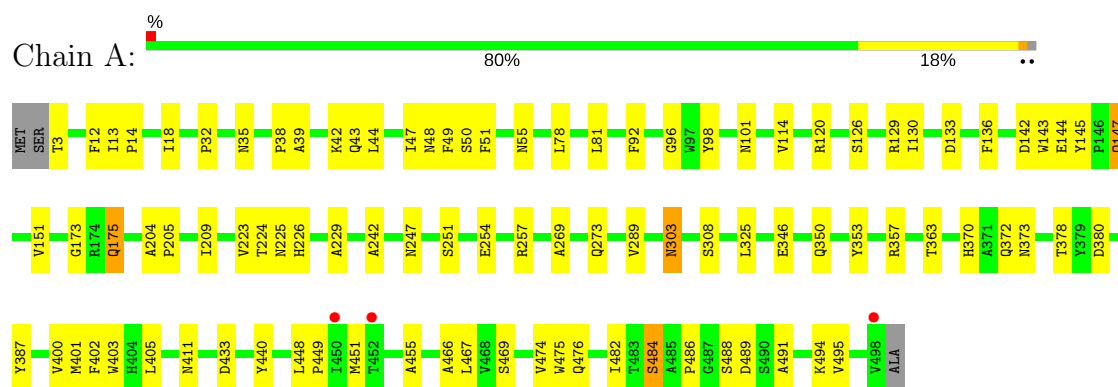 %
Chain A:
80% 18% ••
MET SER T3 F12 I13 P14 I18 P32 N35 P38 A39 K42 Q43 L44 I47 N48 F49 S50 F51 N55 L78 L81 F92 G96 W97 Y98 N101 V114 R120 S126 R129 I130 D133 F136 D142 W143 E144 Y145 P146
V151 G173 R174 Q175 A204 P205 I209 V223 T224 N225 H226 A229 A242 N247 S251 E254 R257 A269 Q273 V289 N303 S308 L325 E346 Q350 Y353 R357 T363 H370 A371 Q372 N373 T378 Y379 D380
Y387 V400 M401 F402 W403 H404 L405 N411 D433 Y440 L448 P449 I450 M451 T452 A455 A466 L467 V468 S469 V474 W475 Q476 I482 T483 S484 A485 P486 G487 S488 D489 S490 A491 K494 V495 V498 ALA